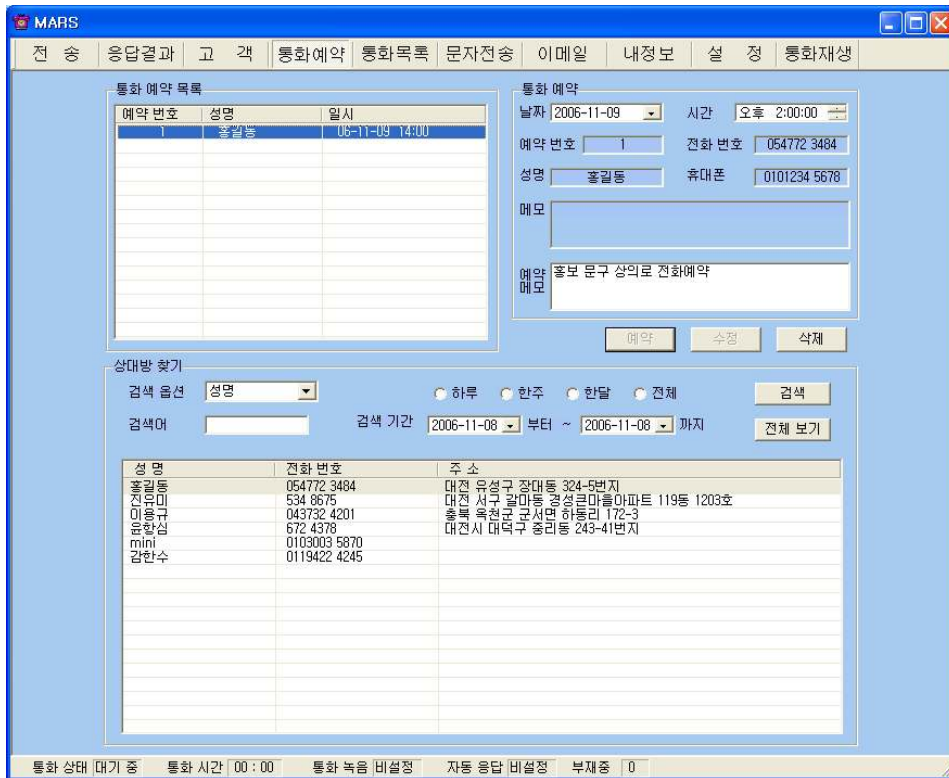 MARS
전 송 응답결과 고 객 통화예약 통화목록 문자전송 이메일 내정보 설 정 통화재생
통화 예약 목록
예약 번호 성명 일시
1 홍길동 06-11-09 14:00
통화 예약
날짜 2006-11-09 시간 오후 2:00:00
예약 번호 1 전화 번호 054772 3484
성명 홍길동 휴대폰 0101234 5678
메모
예약 메모 홍보 문구 상의로 전화예약
예약 수정 삭제
상대방 찾기
검색 옵션 성명 하루 한주 한달 전체 검색
검색어 검색 기간 2006-11-08 부터 ~ 2006-11-08 까지 전체 보기
성 명 전화 번호 주 소
홍길동 054772 3484 대전 유성구 장대동 324-5번지
진유미 534 8675 대전 서구 갈마동 경성큰마을아파트 119동 1203호
이용규 043732 4201 충북 옥천군 군서면 하동리 172-3
윤항심 672 4378 대전시 대덕구 중리동 243-41번지
mini 0103003 5870
감한수 0119422 4245
통화 상태 대기 중 통화 시간 00 : 00 통화 녹음 비설정 자동 응답 비설정 부재중 0